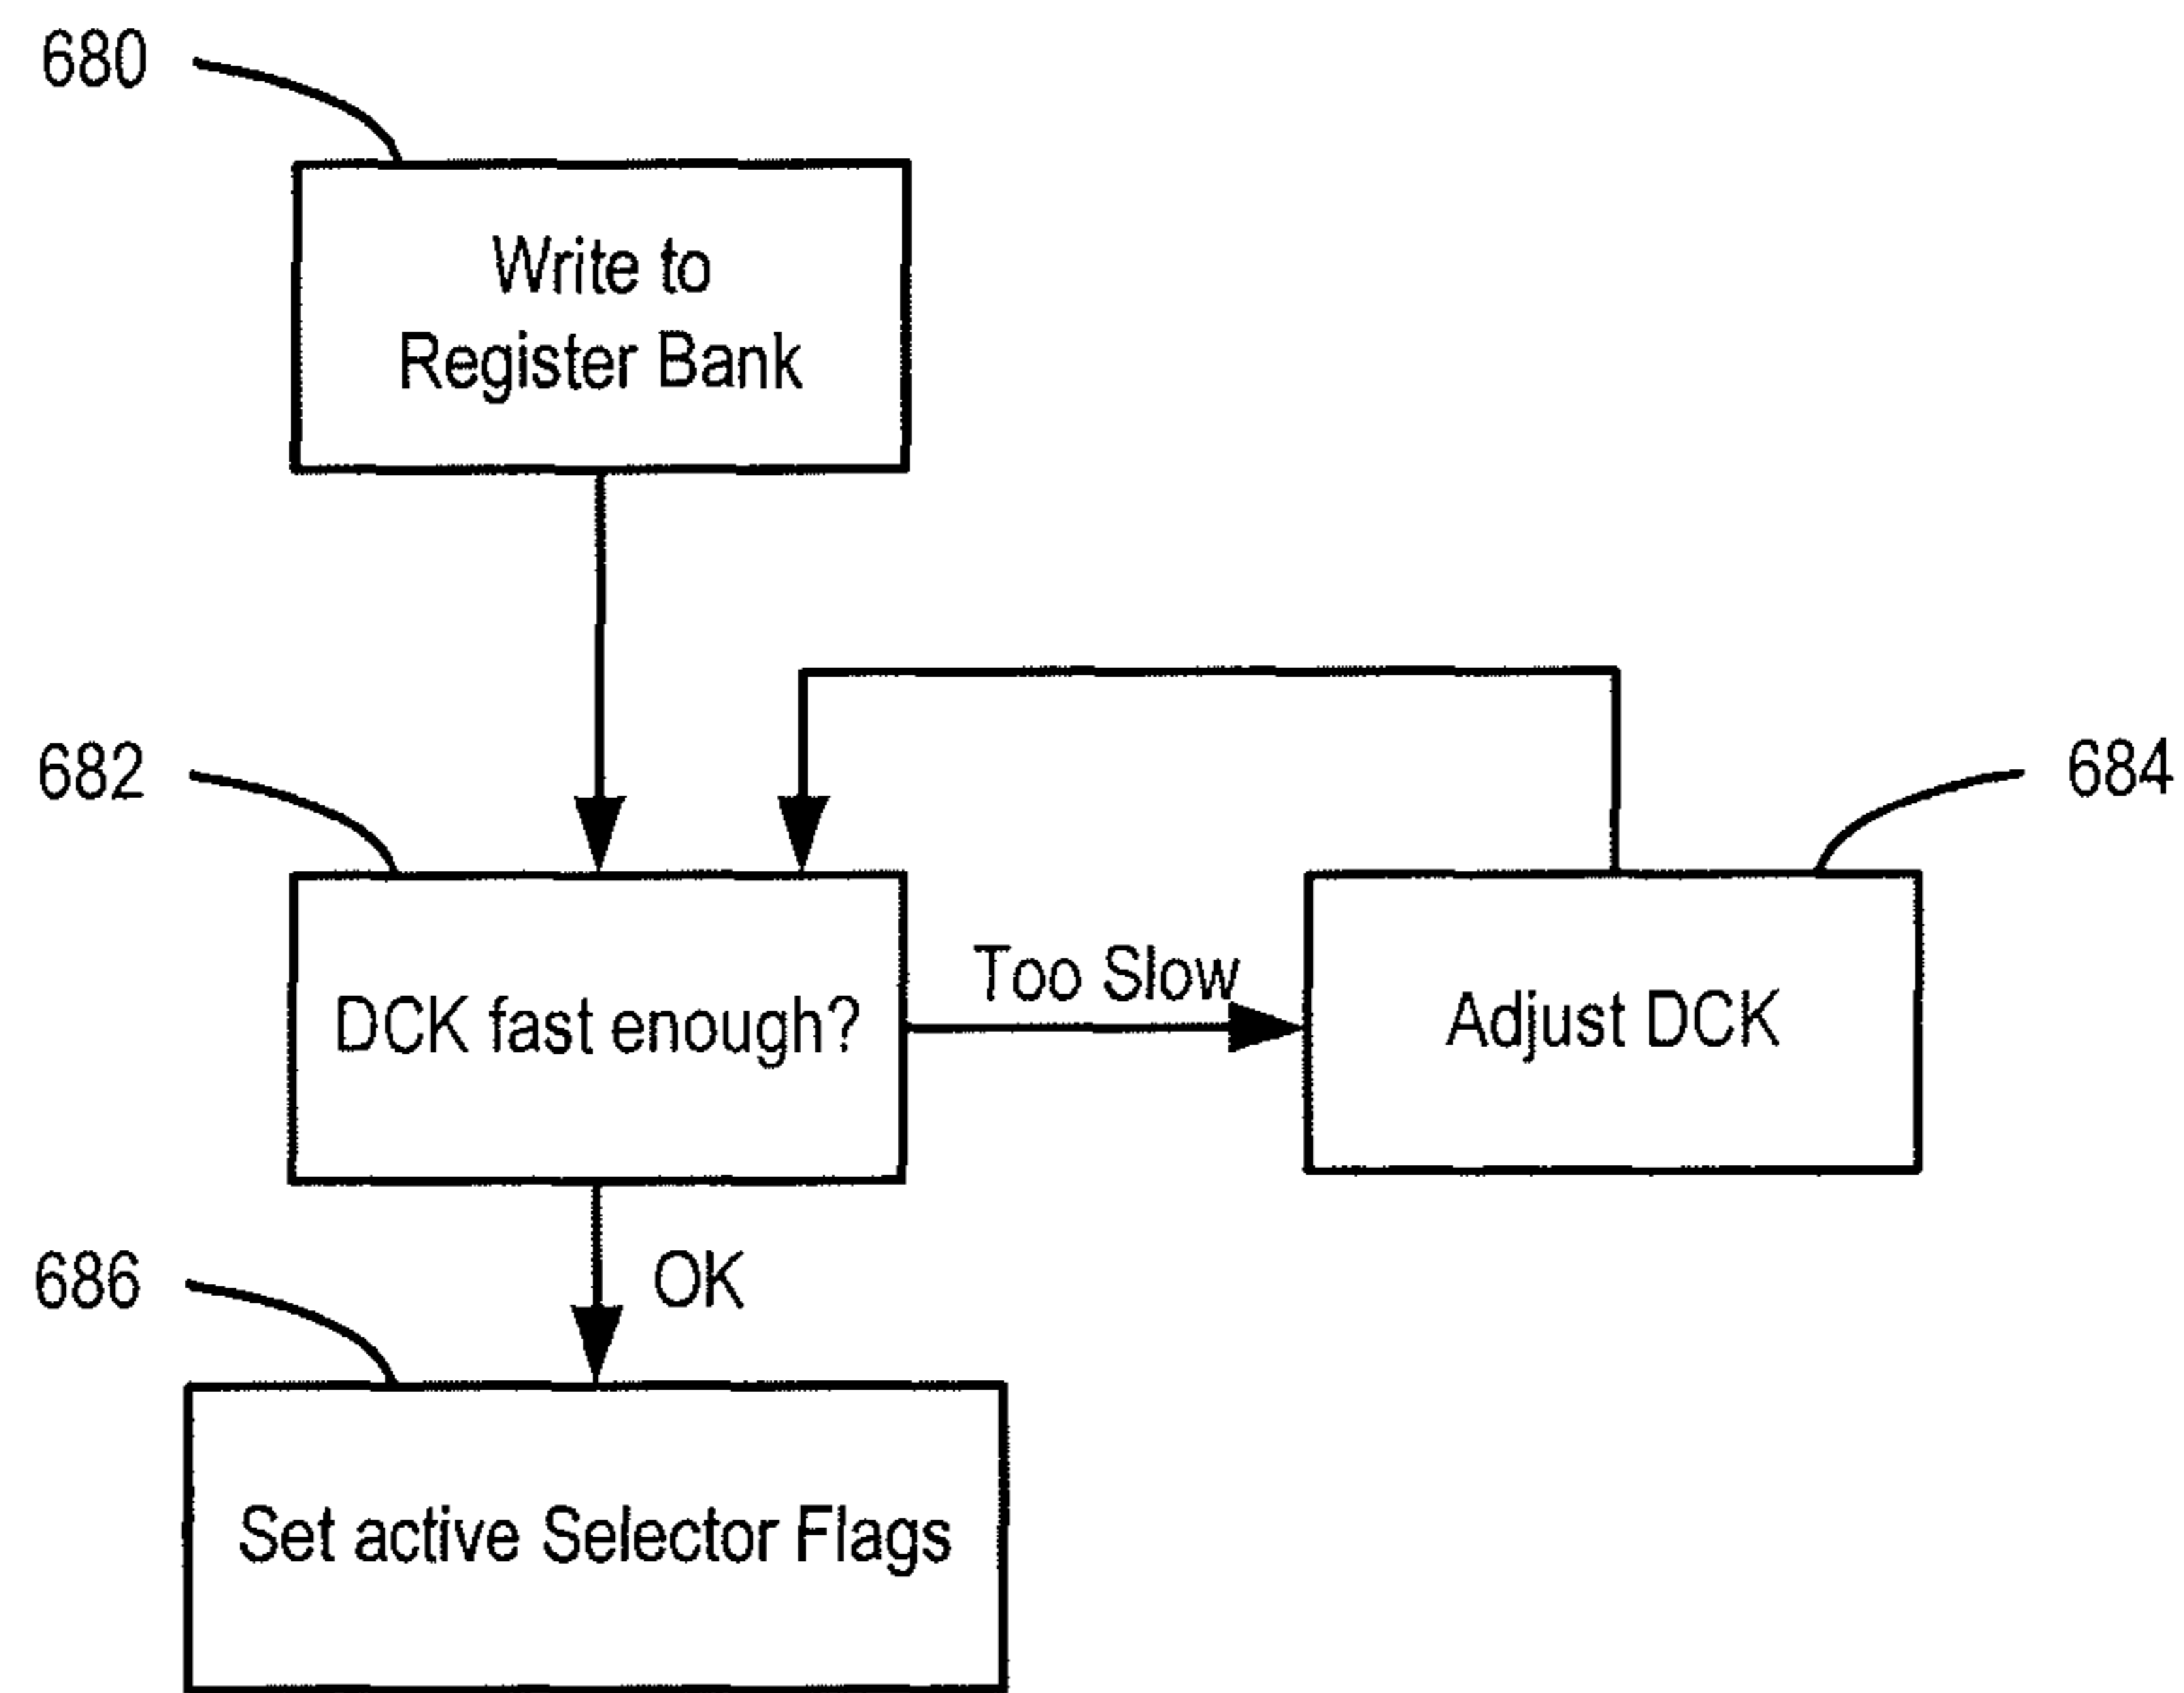 680
Write to
Register Bank
682
684
DCK fast enough?
Too Slow
Adjust DCK
OK
686
Set active Selector Flags